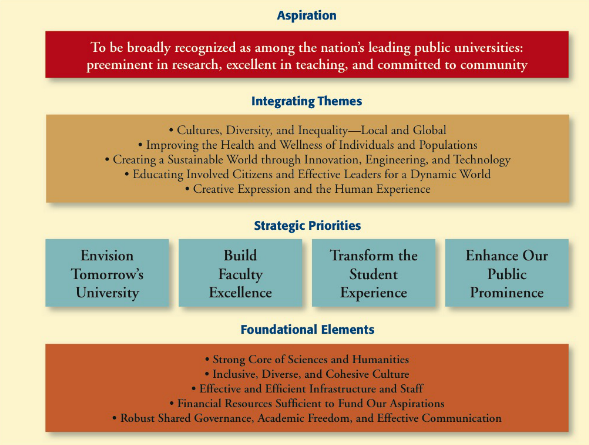 Aspiration
To be broadly recognized as among the nation's leading public universities:
preeminent in research, excellent in teaching, and committed to community
Integrating Themes
• Cultures, Diversity, and Inequality—Local and Global
• Improving the Health and Wellness of Individuals and Populations
• Creating a Sustainable World through Innovation, Engineering, and Technology
• Educating Involved Citizens and Effective Leaders for a Dynamic World
• Creative Expression and the Human Experience
Strategic Priorities
Envision
Tomorrow's
University
Build
Faculty
Excellence
Transform the
Student
Experience
Enhance Our
Public
Prominence
Foundational Elements
• Strong Core of Sciences and Humanities
• Inclusive, Diverse, and Cohesive Culture
• Effective and Efficient Infrastructure and Staff
• Financial Resources Sufficient to Fund Our Aspirations
• Robust Shared Governance, Academic Freedom, and Effective Communication